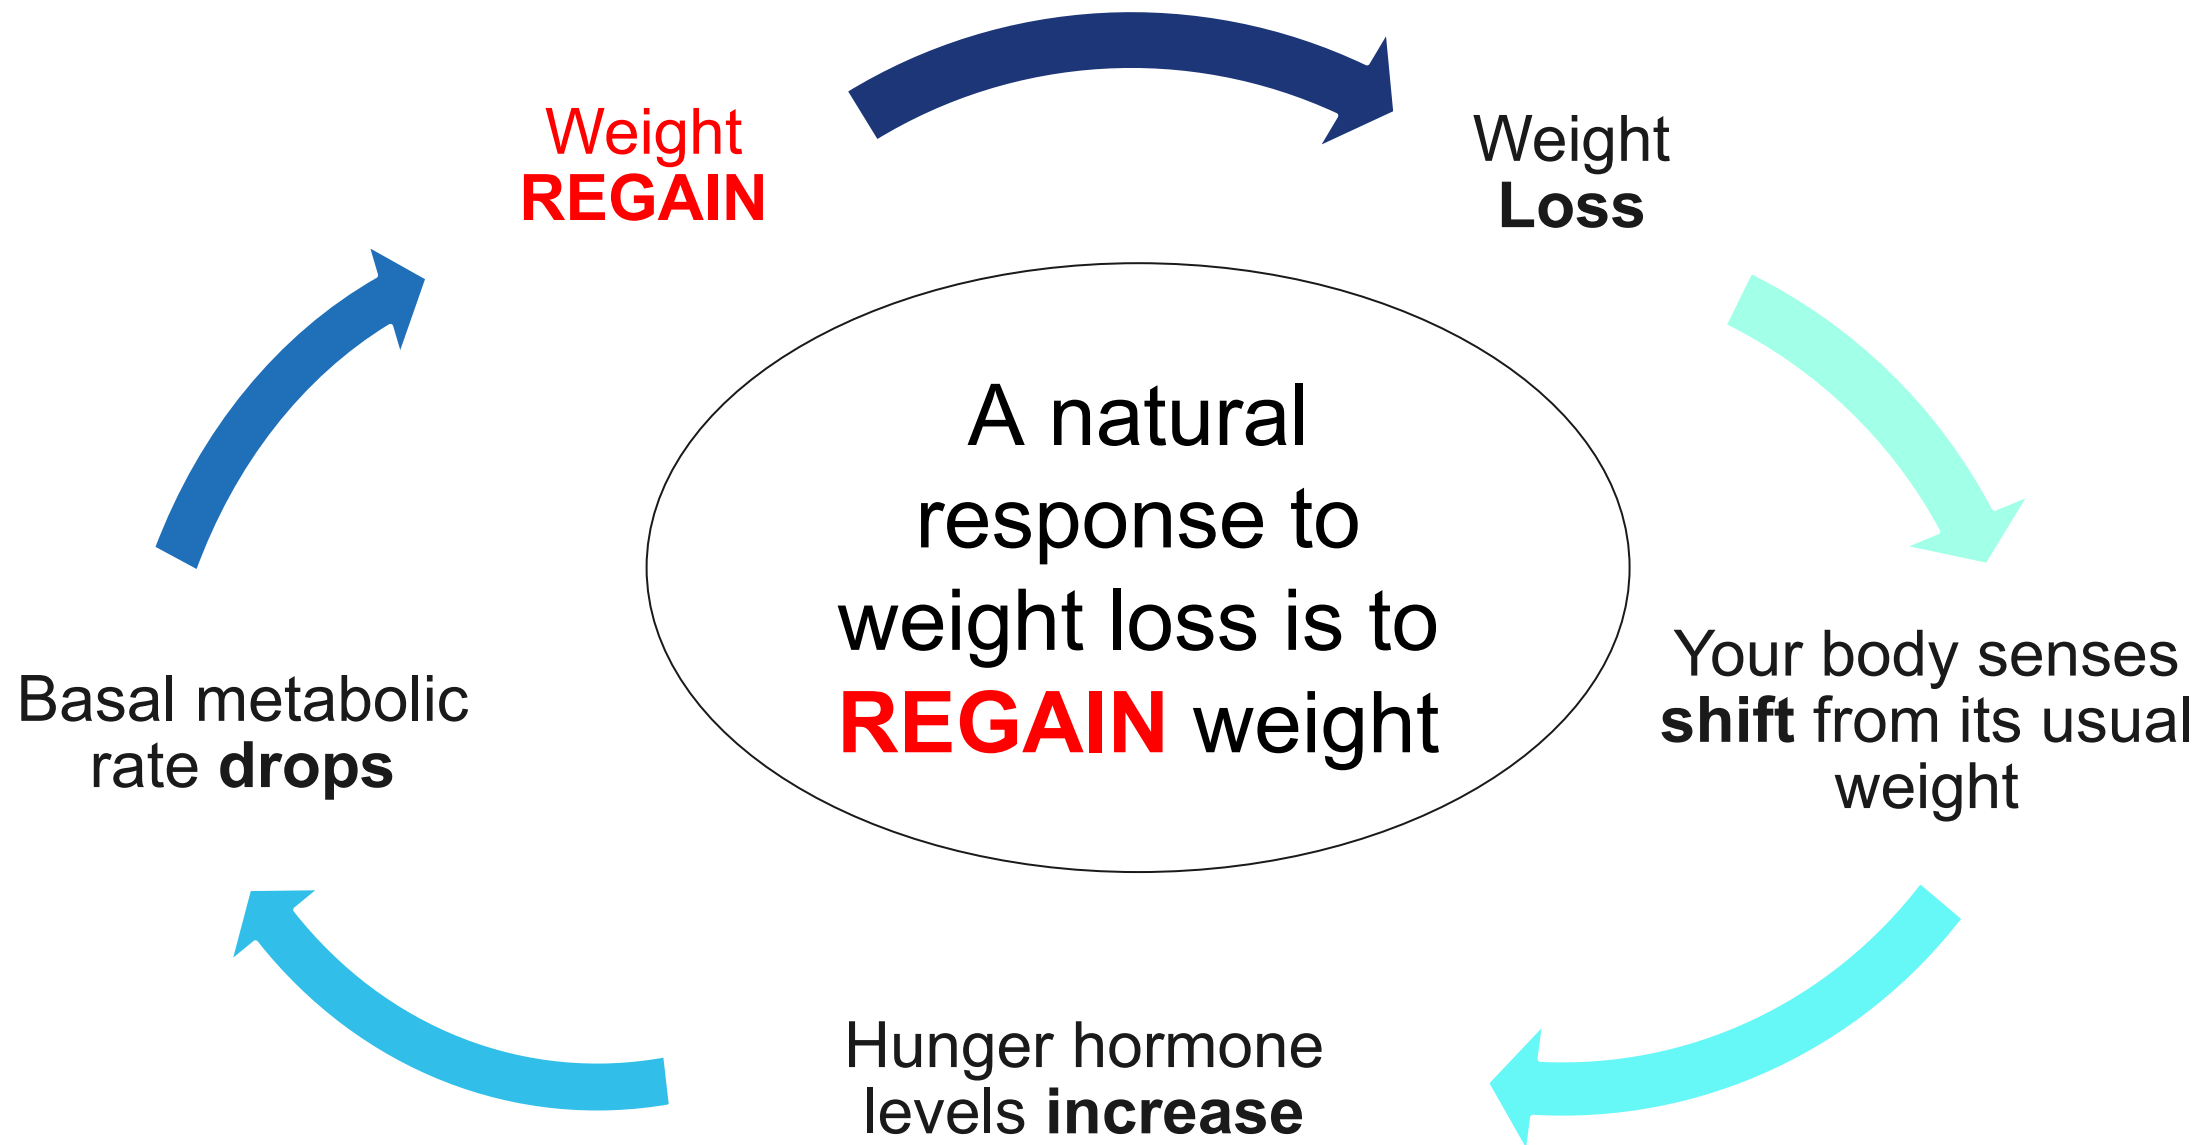 Weight
REGAIN
Weight
Loss
A natural
response to
weight loss is to
REGAIN weight
Your body senses
shift from its usual
weight
Hunger hormone
levels increase
Basal metabolic
rate drops